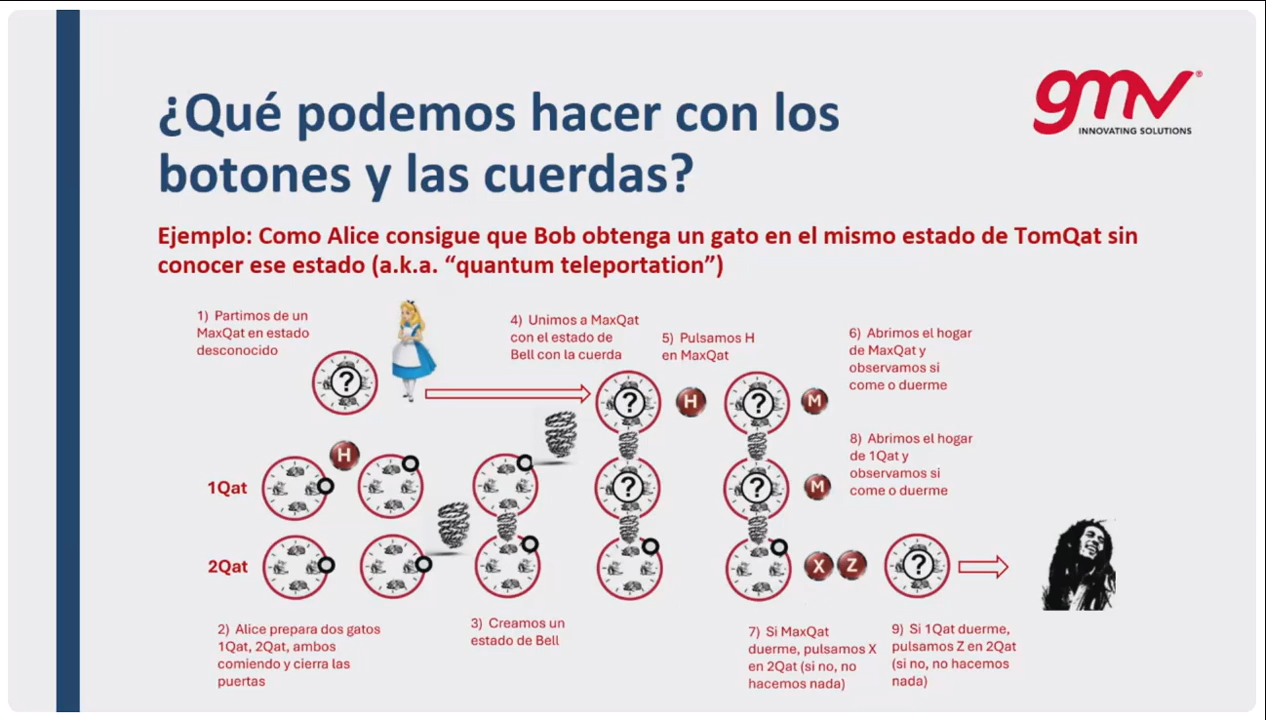 ¿Qué podemos hacer con los
botones y las cuerdas?
gmv®
INNOVATING SOLUTIONS
Ejemplo: Como Alice consigue que Bob obtenga un gato en el mismo estado de TomQat sin
conocer ese estado (a.k.a. “quantum teleportation”)
1) Partimos de un
MaxQat en estado
desconocido
?
4) Unimos a MaxQat
con el estado de
Bell con la cuerda
5) Pulsamos H
en MaxQat
6) Abrimos el hogar
de MaxQat y
observamos si
come o duerme
? H ? M
8) Abrimos el hogar
de 1Qat y
observamos si
come o duerme
H
1Qat
? ? M
2Qat
X Z ?
2) Alice prepara dos gatos
1Qat, 2Qat, ambos
comiendo y cierra las
puertas
3) Creamos un
estado de Bell
7) Si MaxQat
duerme, pulsamos X
en 2Qat (si no, no
hacemos nada)
9) Si 1Qat duerme,
pulsamos Z en 2Qat
(si no, no hacemos
nada)